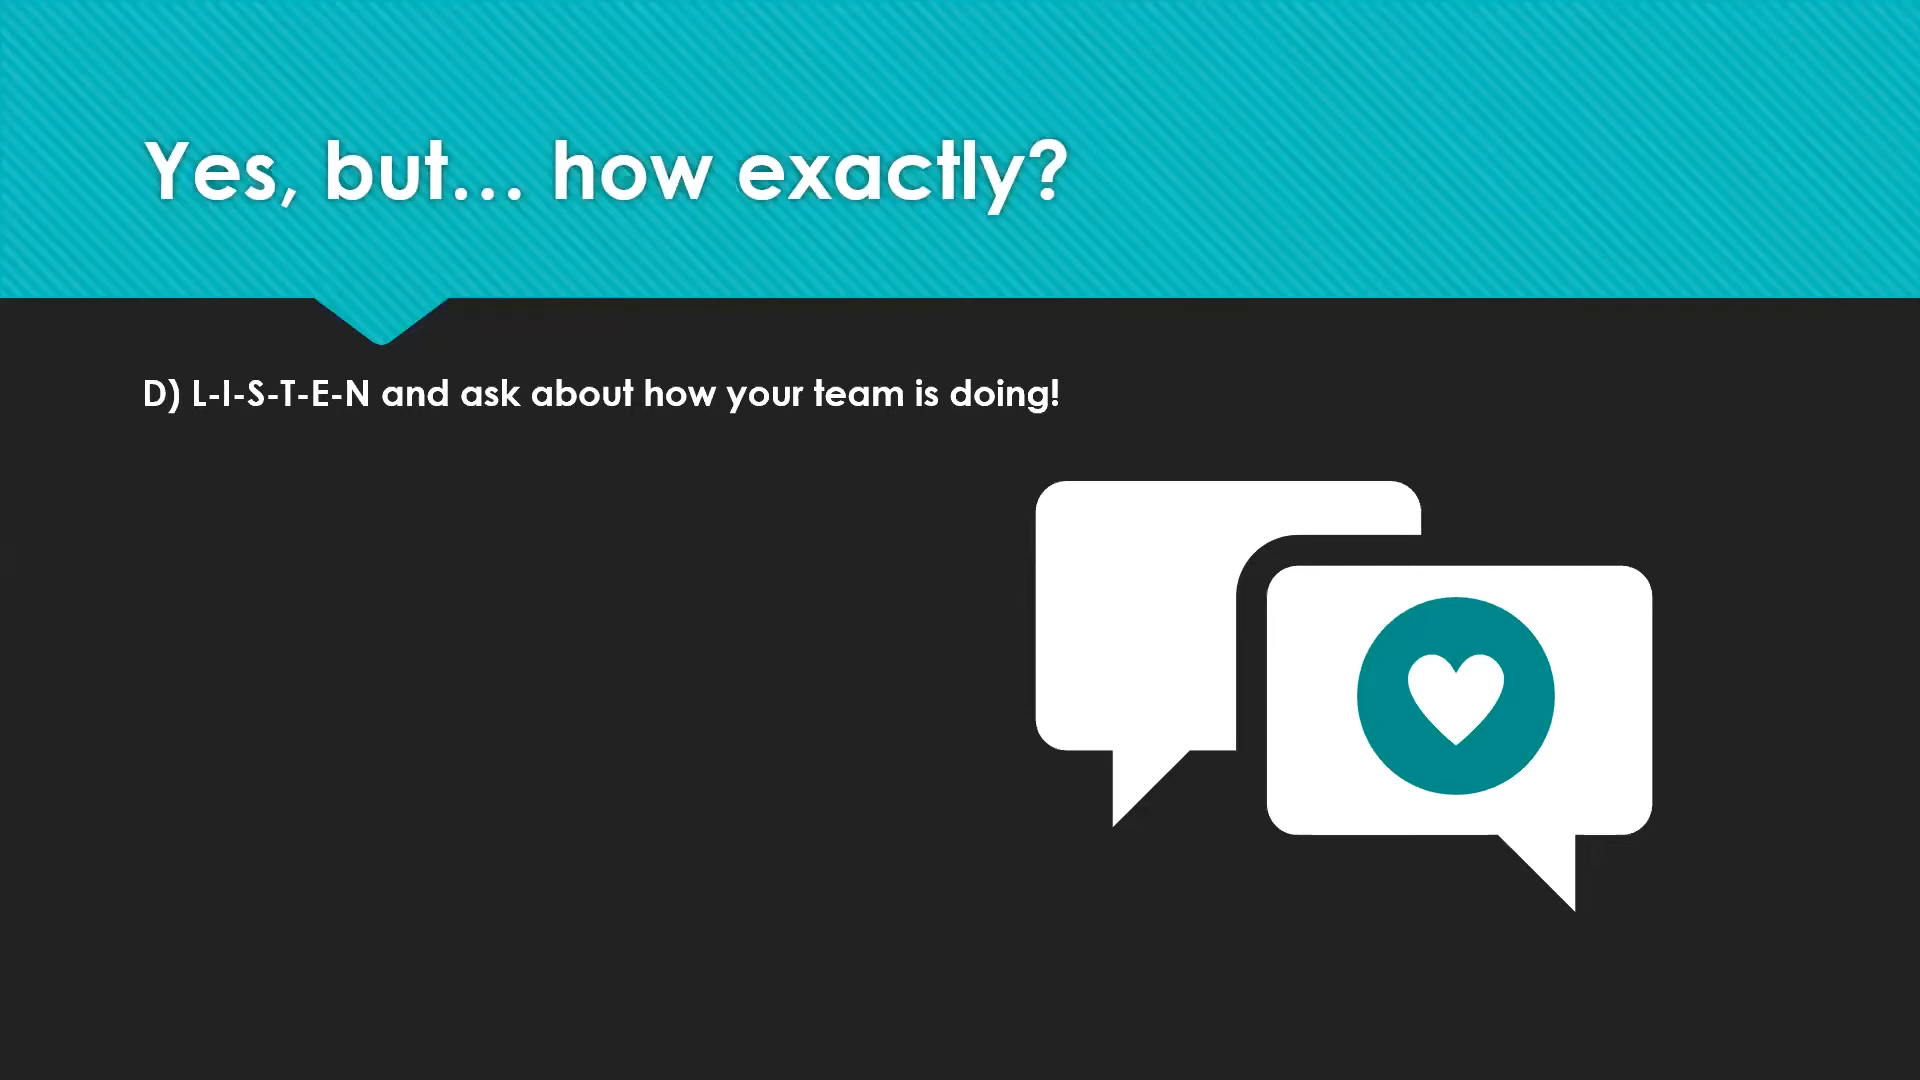 Yes, but… how exactly?
D) L-I-S-T-E-N and ask about how your team is doing!